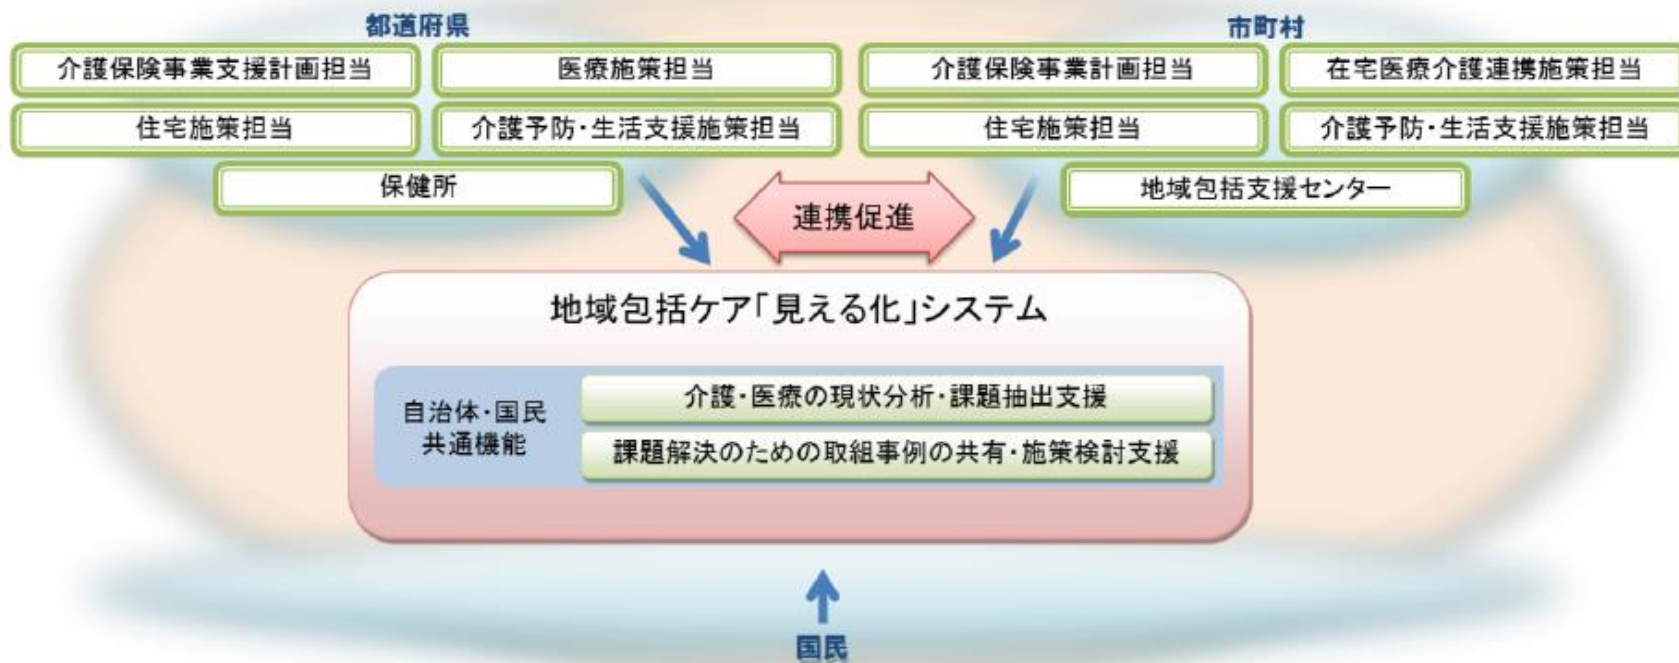 都道府県
介護保険事業支援計画担当
医療施策担当
住宅施策担当
介護予防・生活支援施策担当
保健所
市町村
介護保険事業計画担当
在宅医療介護連携施策担当
住宅施策担当
介護予防・生活支援施策担当
地域包括支援センター
連携促進
地域包括ケア「見える化」システム
自治体・国民
共通機能
介護・医療の現状分析・課題抽出支援
課題解決のための取組事例の共有・施策検討支援
国民